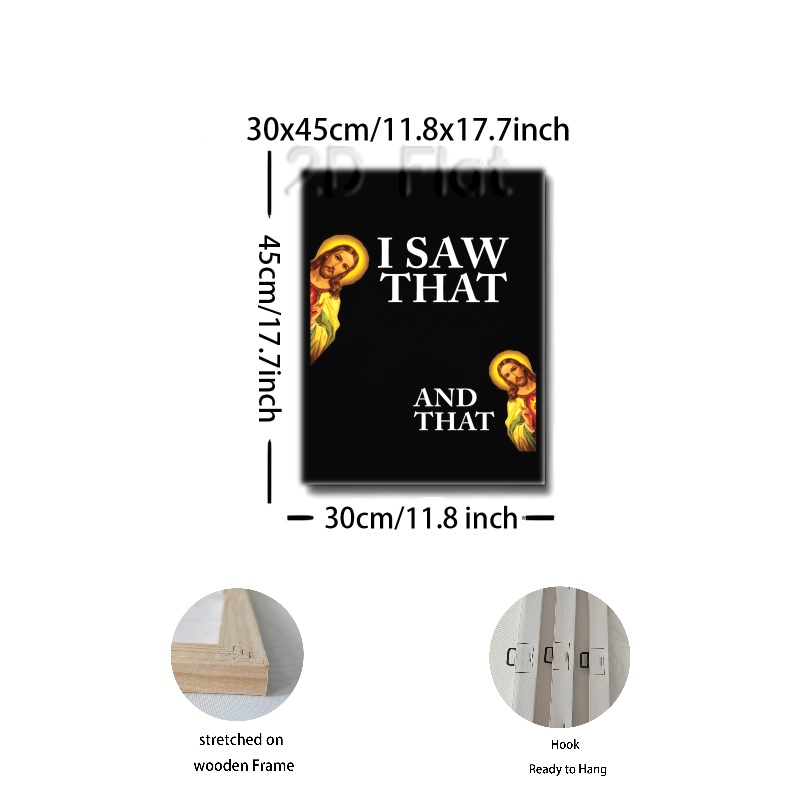 30x45cm/11.8x17.7inch
2D Flat
45cm/17.7inch
I SAW
THAT
AND
THAT
30cm/11.8 inch
stretched on
wooden Frame
Hook
Ready to Hang